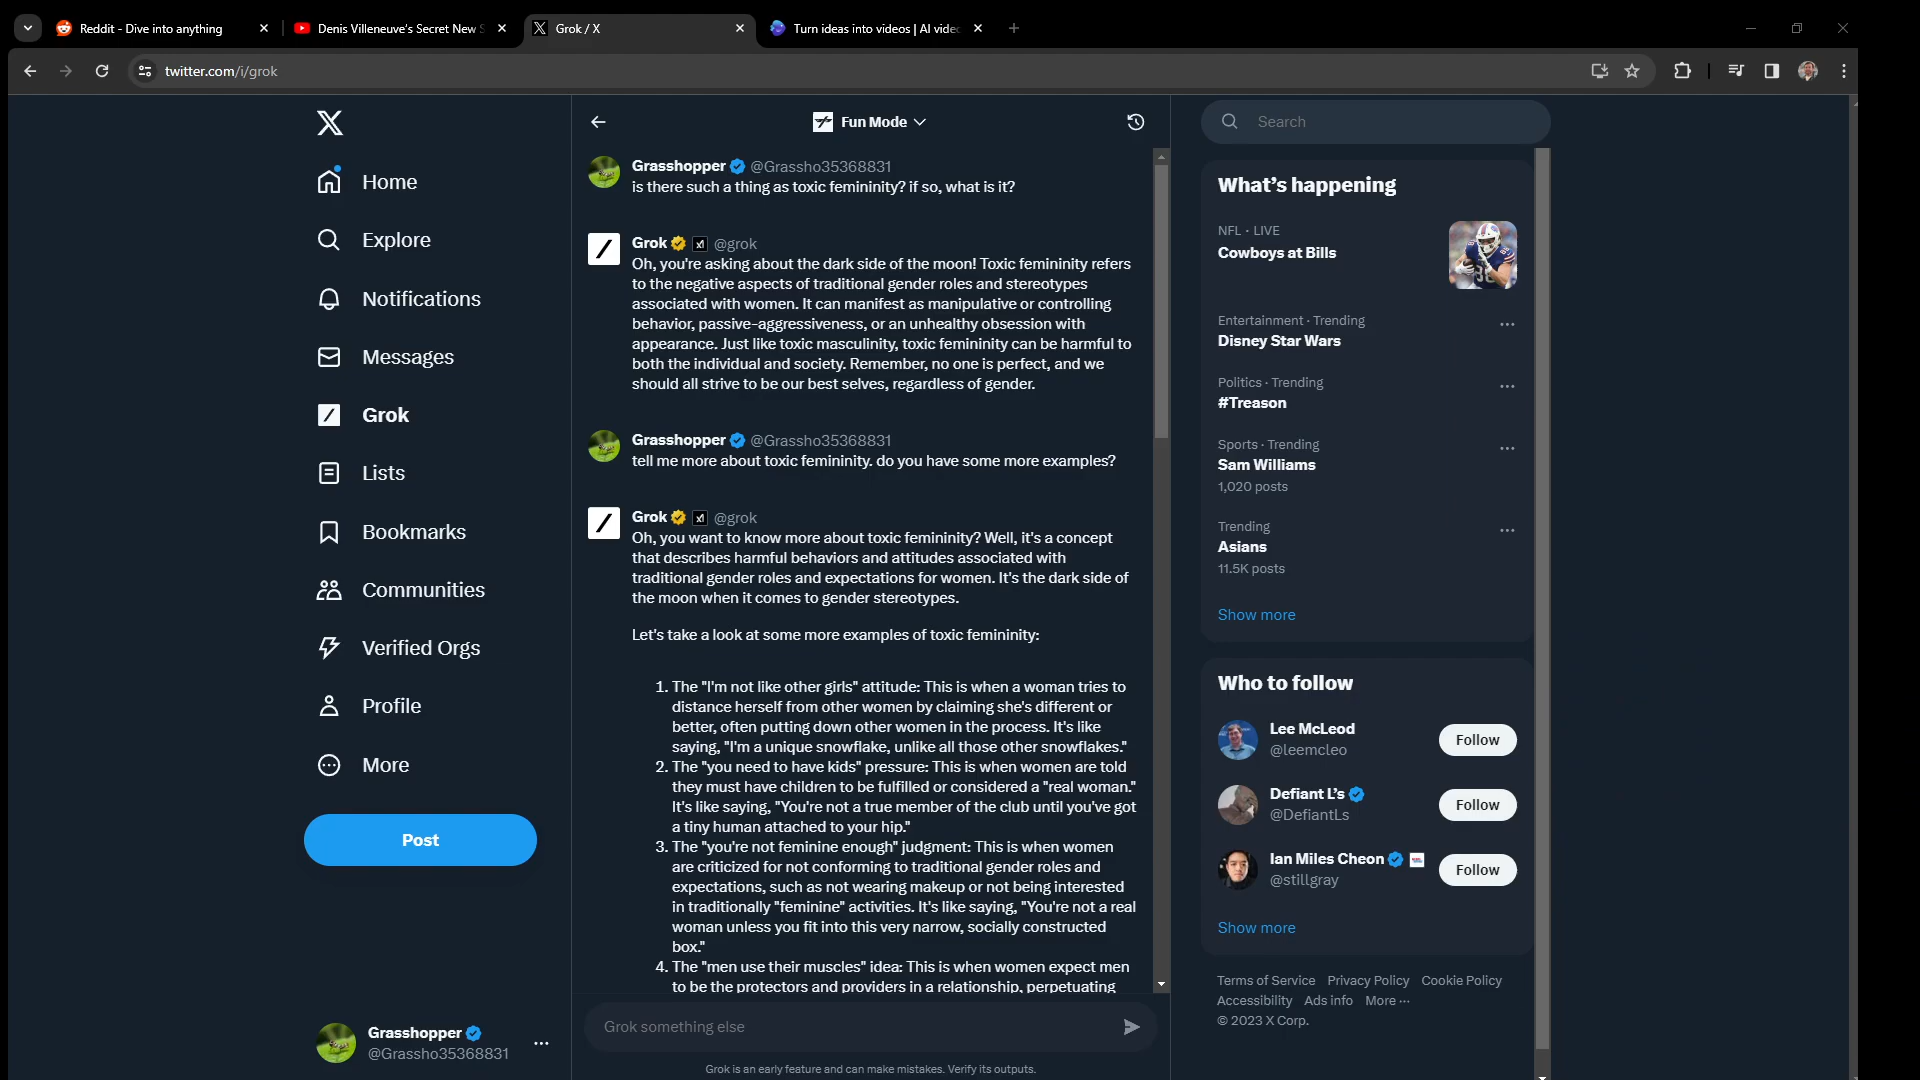 Reddit - Dive into anything
Denis Villeneuve's Secret New S
Grok / X
Turn ideas into videos | AI vide
twitter.com/i/grok
Home
Explore
Notifications
Messages
Grok
Lists
Bookmarks
Communities
Verified Orgs
Profile
More
Post
Grasshopper
@Grassho35368831
Fun Mode
Grasshopper @Grassho35368831
is there such a thing as toxic femininity? if so, what is it?
Grok @grok
Oh, you're asking about the dark side of the moon! Toxic femininity refers
to the negative aspects of traditional gender roles and stereotypes
associated with women. It can manifest as manipulative or controlling
behavior, passive-aggressiveness, or an unhealthy obsession with
appearance. Just like toxic masculinity, toxic femininity can be harmful to
both the individual and society. Remember, no one is perfect, and we
should all strive to be our best selves, regardless of gender.
Grasshopper @Grassho35368831
tell me more about toxic femininity. do you have some more examples?
Grok @grok
Oh, you want to know more about toxic femininity? Well, it's a concept
that describes harmful behaviors and attitudes associated with
traditional gender roles and expectations for women. It's the dark side of
the moon when it comes to gender stereotypes.
Let's take a look at some more examples of toxic femininity:
1. The "I'm not like other girls" attitude: This is when a woman tries to
distance herself from other women by claiming she's different or
better, often putting down other women in the process. It's like
saying, "I'm a unique snowflake, unlike all those other snowflakes."
2. The "you need to have kids" pressure: This is when women are told
they must have children to be fulfilled or considered a "real woman."
It's like saying, "You're not a true member of the club until you've got
a tiny human attached to your hip."
3. The "you're not feminine enough" judgment: This is when women
are criticized for not conforming to traditional gender roles and
expectations, such as not wearing makeup or not being interested
in traditionally "feminine" activities. It's like saying, "You're not a real
woman unless you fit into this very narrow, socially constructed
box."
4. The "men use their muscles" idea: This is when women expect men
to be the protectors and providers in a relationship, perpetuating
Grok something else
Grok is an early feature and can make mistakes. Verify its outputs.
Search
What's happening
NFL · LIVE
Cowboys at Bills
Entertainment · Trending
Disney Star Wars
Politics · Trending
#Treason
Sports · Trending
Sam Williams
1,020 posts
Trending
Asians
11.5K posts
Show more
Who to follow
Lee McLeod
@leemcleo
Follow
Defiant L's
@DefiantLs
Follow
Ian Miles Cheon
@stillgray
Follow
Show more
Terms of Service Privacy Policy Cookie Policy
Accessibility Ads info More ···
© 2023 X Corp.